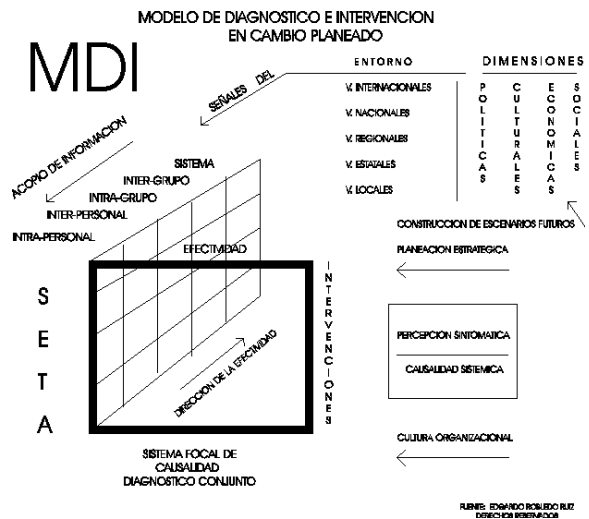 MODELO DE DIAGNOSTICO E INTERVENCION
EN CAMBIO PLANEADO
MDI
ENTORNO
DIMENSIONES
SEÑALES DEL
V. INTERNACIONALES
V. NACIONALES
V. REGIONALES
V. ESTATALES
V. LOCALES
POLITICAS
CULTURALES
ECONOMICAS
SOCIALES
ACOPIO DE INFORMACION
SISTEMA
INTER-GRUPO
INTRA-GRUPO
INTER-PERSONAL
INTRA-PERSONAL
EFECTIVIDAD
CONSTRUCCION DE ESCENARIOS FUTUROS
PLANEACION ESTRATEGICA
SETA
INTERVENCIONES
DIRECCION DE LA EFECTIVIDAD
PERCEPCION SINTOMATICA
CAUSALIDAD SISTEMICA
CULTURA ORGANIZACIONAL
SISTEMA FOCAL DE
CAUSALIDAD
DIAGNOSTICO CONJUNTO
FUENTE: EDGARDO ROBLEDO RUIZ
DERECHOS RESERVADOS